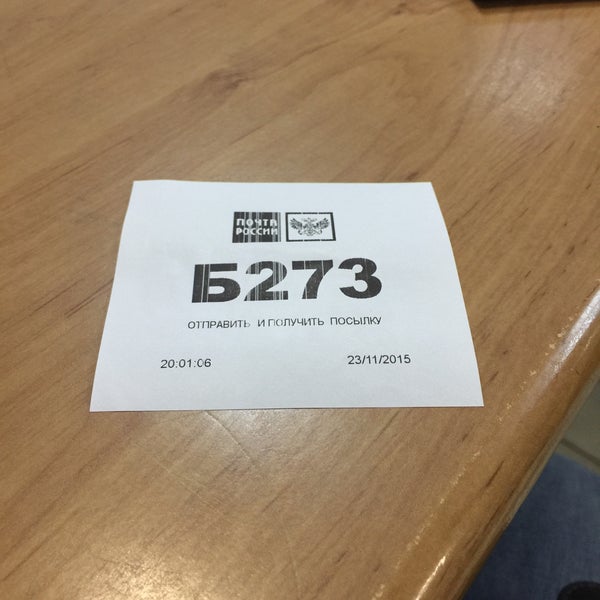 ПОЧТА
РОССИИ
Б273
ОТПРАВИТЬ И ПОЛУЧИТЬ ПОСЫЛКУ
20:01:06 23/11/2015